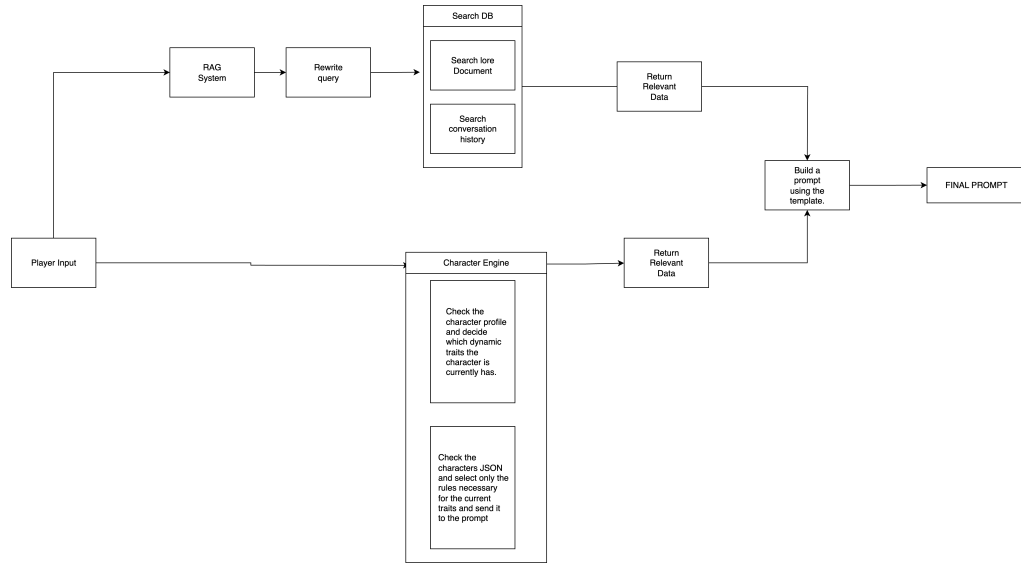 Search DB
RAG
System
Rewrite
query
Search lore
Document
Search
conversation
history
Return
Relevant
Data
Build a
prompt
using the
template.
FINAL PROMPT
Player Input
Character Engine
Return
Relevant
Data
Check the
character profile
and decide
which dynamic
traits the
character is
currently has.
Check the
characters JSON
and select only the
rules necessary
for the current
traits and send it
to the prompt